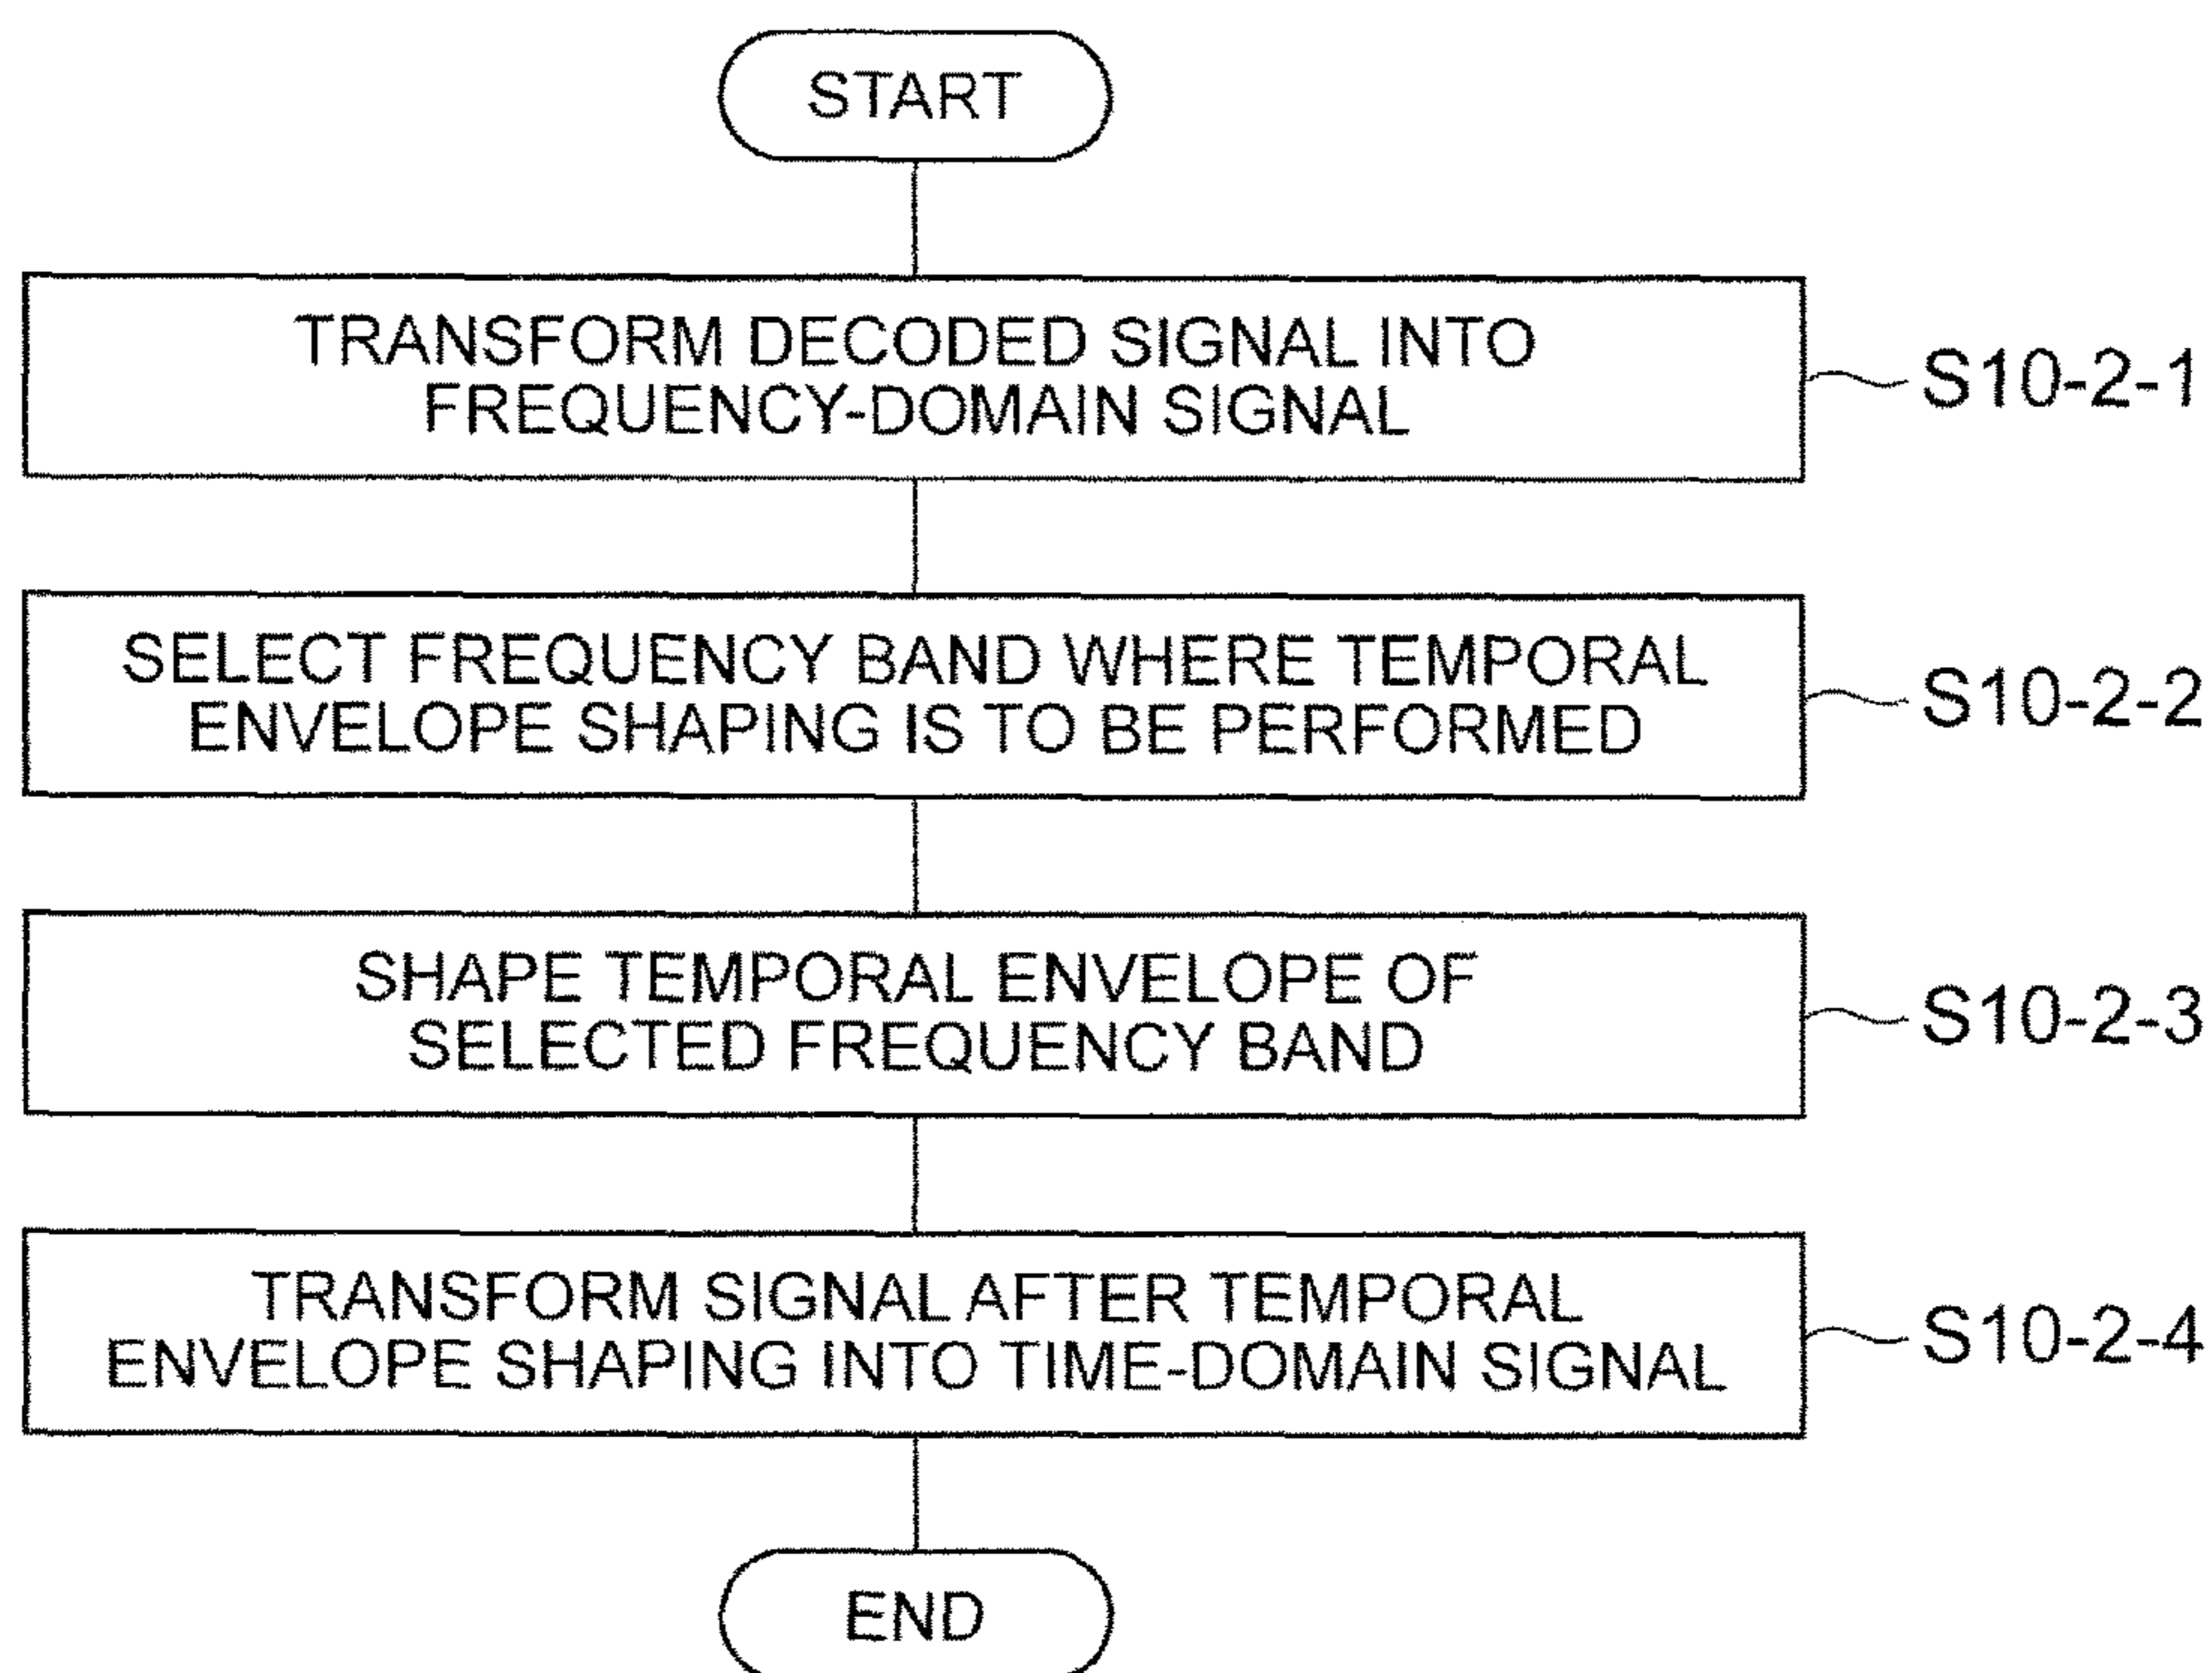 START
TRANSFORM DECODED SIGNAL INTO
FREQUENCY-DOMAIN SIGNAL
S10-2-1
SELECT FREQUENCY BAND WHERE TEMPORAL
ENVELOPE SHAPING IS TO BE PERFORMED
S10-2-2
SHAPE TEMPORAL ENVELOPE OF
SELECTED FREQUENCY BAND
S10-2-3
TRANSFORM SIGNAL AFTER TEMPORAL
ENVELOPE SHAPING INTO TIME-DOMAIN SIGNAL
S10-2-4
END